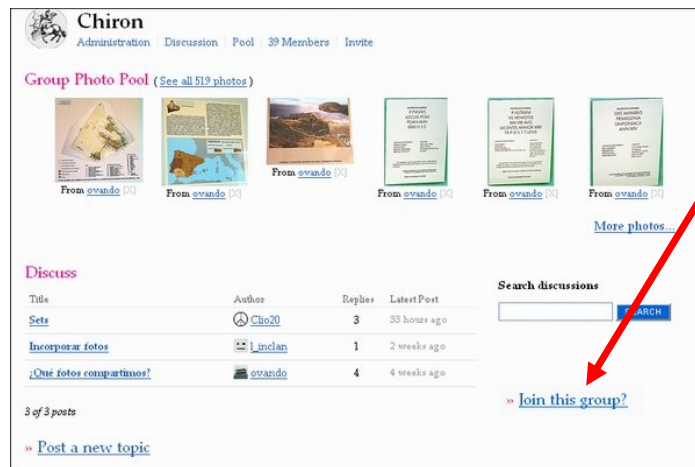 Chiron
Administration Discussion Pool 39 Members Invite
Group Photo Pool (See all 519 photos)
From ovando [X]
From ovando [X]
From ovando [X]
From ovando [X]
From ovando [X]
From ovando [X]
More photos...
Discuss
Title Author Replies Latest Post
Sets Clio20 3 33 hours ago
Incorporar fotos l_inclan 1 2 weeks ago
¿Qué fotos compartimos? ovando 4 4 weeks ago
3 of 3 posts
» Post a new topic
Search discussions
SEARCH
» Join this group?